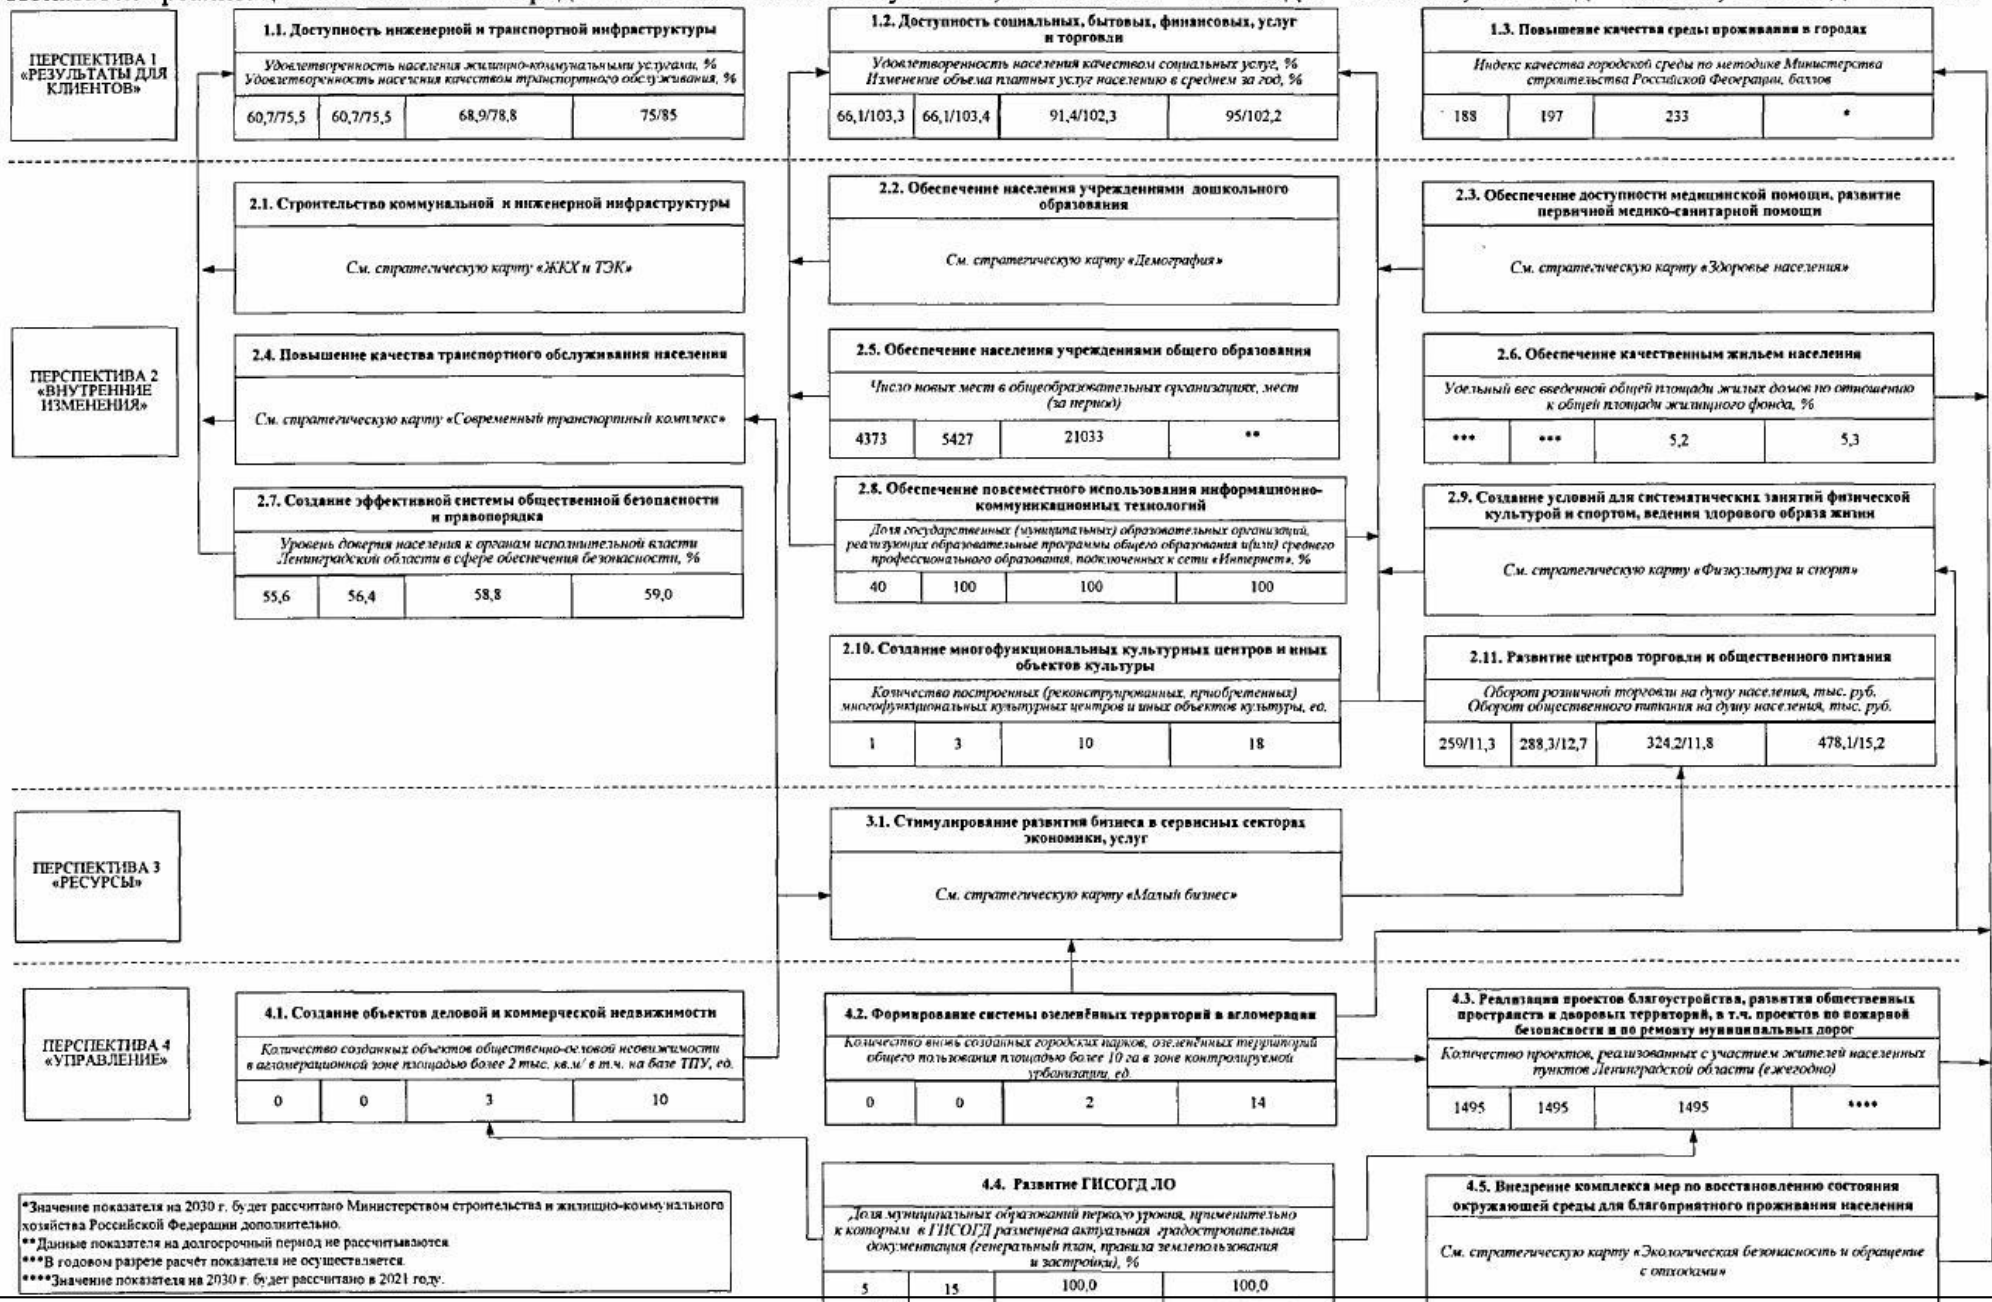 ПЕРСПЕКТИВА 1
«РЕЗУЛЬТАТЫ ДЛЯ
КЛИЕНТОВ»
1.1. Доступность инженерной и транспортной инфраструктуры
Удовлетворенность населения жилищно-коммунальными услугами, %
Удовлетворенность населения качеством транспортного обслуживания, %
60,7/75,5 60,7/75,5 68,9/78,8 75/85
1.2. Доступность социальных, бытовых, финансовых, услуг
и торговли
Удовлетворенность населения качеством социальных услуг, %
Изменение объема платных услуг населению в среднем за год, %
66,1/103,3 66,1/103,4 91,4/102,3 95/102,2
1.3. Повышение качества среды проживания в городах
Индекс качества городской среды по методике Министерства
строительства Российской Федерации, баллов
188 197 233 *
ПЕРСПЕКТИВА 2
«ВНУТРЕННИЕ
ИЗМЕНЕНИЯ»
2.1. Строительство коммунальной и инженерной инфраструктуры
См. стратегическую карту «ЖКХ и ТЭК»
2.2. Обеспечение населения учреждениями дошкольного
образования
См. стратегическую карту «Демография»
2.3. Обеспечение доступности медицинской помощи, развитие
первичной медико-санитарной помощи
См. стратегическую карту «Здоровье населения»
2.4. Повышение качества транспортного обслуживания населения
См. стратегическую карту «Современный транспортный комплекс»
2.5. Обеспечение населения учреждениями общего образования
Число новых мест в общеобразовательных организациях, мест
(за период)
4373 5427 21033 **
2.6. Обеспечение качественным жильем населения
Удельный вес введенной общей площади жилых домов по отношению
к общей площади жилищного фонда, %
*** *** 5,2 5,3
2.7. Создание эффективной системы общественной безопасности
и правопорядка
Уровень доверия населения к органам исполнительной власти
Ленинградской области в сфере обеспечения безопасности, %
55,6 56,4 58,8 59,0
2.8. Обеспечение повсеместного использования информационно-
коммуникационных технологий
Доля государственных (муниципальных) образовательных организаций,
реализующих образовательные программы общего образования и(или) среднего
профессионального образования, подключенных к сети «Интернет», %
40 100 100 100
2.9. Создание условий для систематических занятий физической
культурой и спортом, ведения здорового образа жизни
См. стратегическую карту «Физкультура и спорт»
2.10. Создание многофункциональных культурных центров и иных
объектов культуры
Количество построенных (реконструированных, приобретенных)
многофункциональных культурных центров и иных объектов культуры, ед.
1 3 10 18
2.11. Развитие центров торговли и общественного питания
Оборот розничной торговли на душу населения, тыс. руб.
Оборот общественного питания на душу населения, тыс. руб.
259/11,3 288,3/12,7 324,2/11,8 478,1/15,2
ПЕРСПЕКТИВА 3
«РЕСУРСЫ»
3.1. Стимулирование развития бизнеса в сервисных секторах
экономики, услуг
См. стратегическую карту «Малый бизнес»
ПЕРСПЕКТИВА 4
«УПРАВЛЕНИЕ»
4.1. Создание объектов деловой и коммерческой недвижимости
Количество созданных объектов общественно-деловой недвижимости
в агломерационной зоне площадью более 2 тыс. кв.м/ в т.ч. на базе ТПУ, ед.
0 0 3 10
4.2. Формирование системы озеленённых территорий в агломерации
Количество вновь созданных городских парков, озеленённых территорий
общего пользования площадью более 10 га в зоне контролируемой
урбанизации, ед.
0 0 2 14
4.3. Реализация проектов благоустройства, развития общественных
пространств и дворовых территорий, в т.ч. проектов по пожарной
безопасности и по ремонту муниципальных дорог
Количество проектов, реализованных с участием жителей населенных
пунктов Ленинградской области (ежегодно)
1495 1495 1495 ****
4.4. Развитие ГИСОГД ЛО
Доля муниципальных образований первого уровня, применительно
к которым в ГИСОГД размещена актуальная градостроительная
документация (генеральный план, правила землепользования
и застройки), %
5 15 100,0 100,0
4.5. Внедрение комплекса мер по восстановлению состояния
окружающей среды для благоприятного проживания населения
См. стратегическую карту «Экологическая безопасность и обращение
с отходами»
*Значение показателя на 2030 г. будет рассчитано Министерством строительства и жилищно-коммунального
хозяйства Российской Федерации дополнительно.
**Данные показателя на долгосрочный период не рассчитываются
***В годовом разрезе расчёт показателя не осуществляется.
****Значение показателя на 2030 г. будет рассчитано в 2021 году.